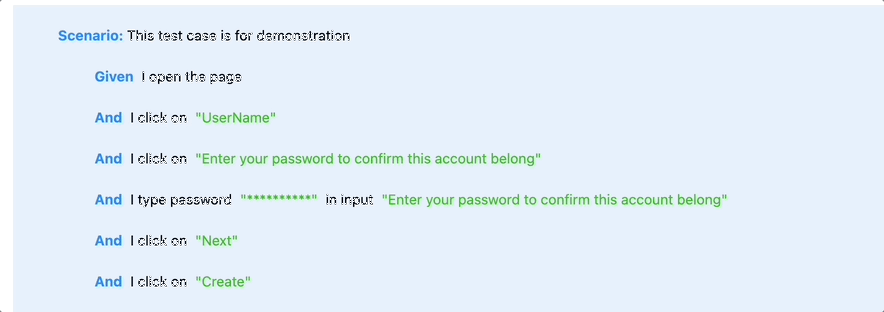 Scenario: This test case is for demonstration
Given I open the page
And I click on "UserName"
And I click on "Enter your password to confirm this account belong"
And I type password "**********" in input "Enter your password to confirm this account belong"
And I click on "Next"
And I click on "Create"